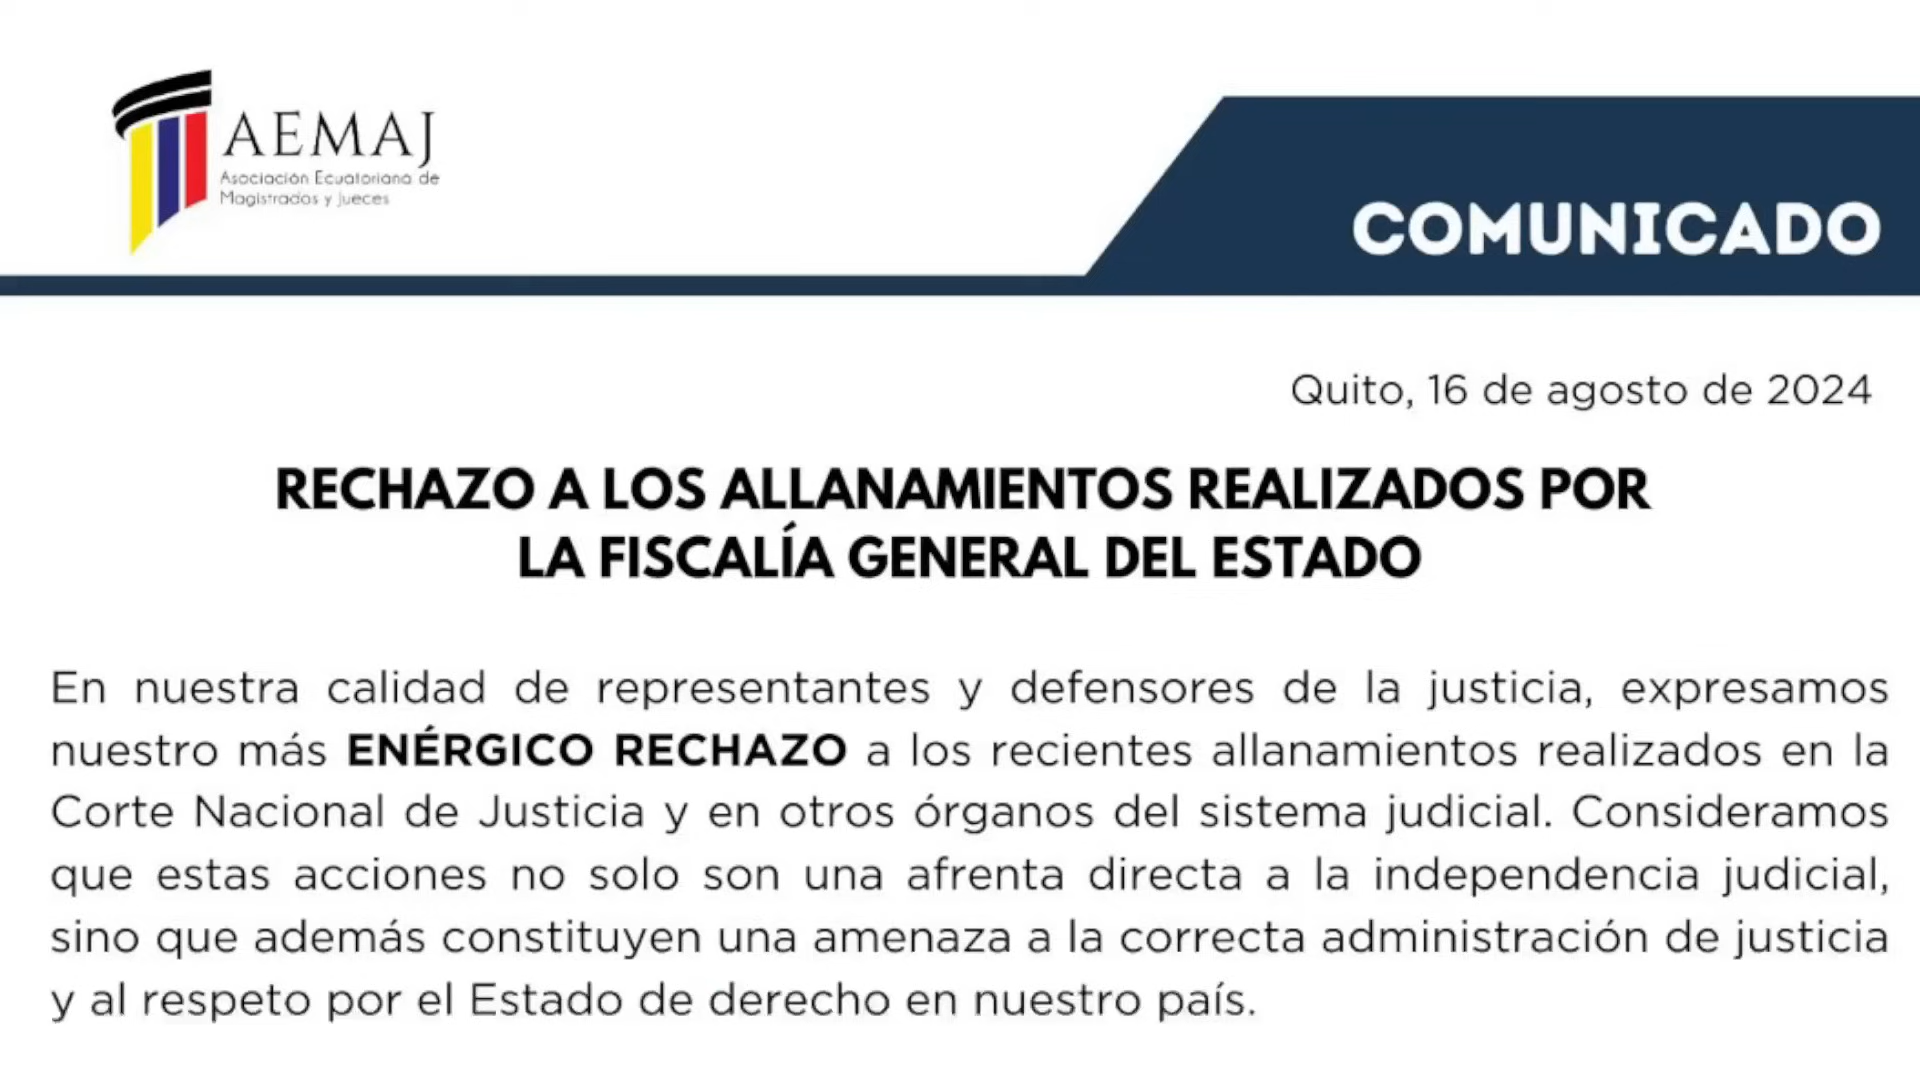 AEMAJ
Asociación Ecuatoriana de
Magistrados y Jueces
COMUNICADO
Quito, 16 de agosto de 2024
RECHAZO A LOS ALLANAMIENTOS REALIZADOS POR
LA FISCALÍA GENERAL DEL ESTADO
En nuestra calidad de representantes y defensores de la justicia, expresamos
nuestro más ENÉRGICO RECHAZO a los recientes allanamientos realizados en la
Corte Nacional de Justicia y en otros órganos del sistema judicial. Consideramos
que estas acciones no solo son una afrenta directa a la independencia judicial,
sino que además constituyen una amenaza a la correcta administración de justicia
y al respeto por el Estado de derecho en nuestro país.